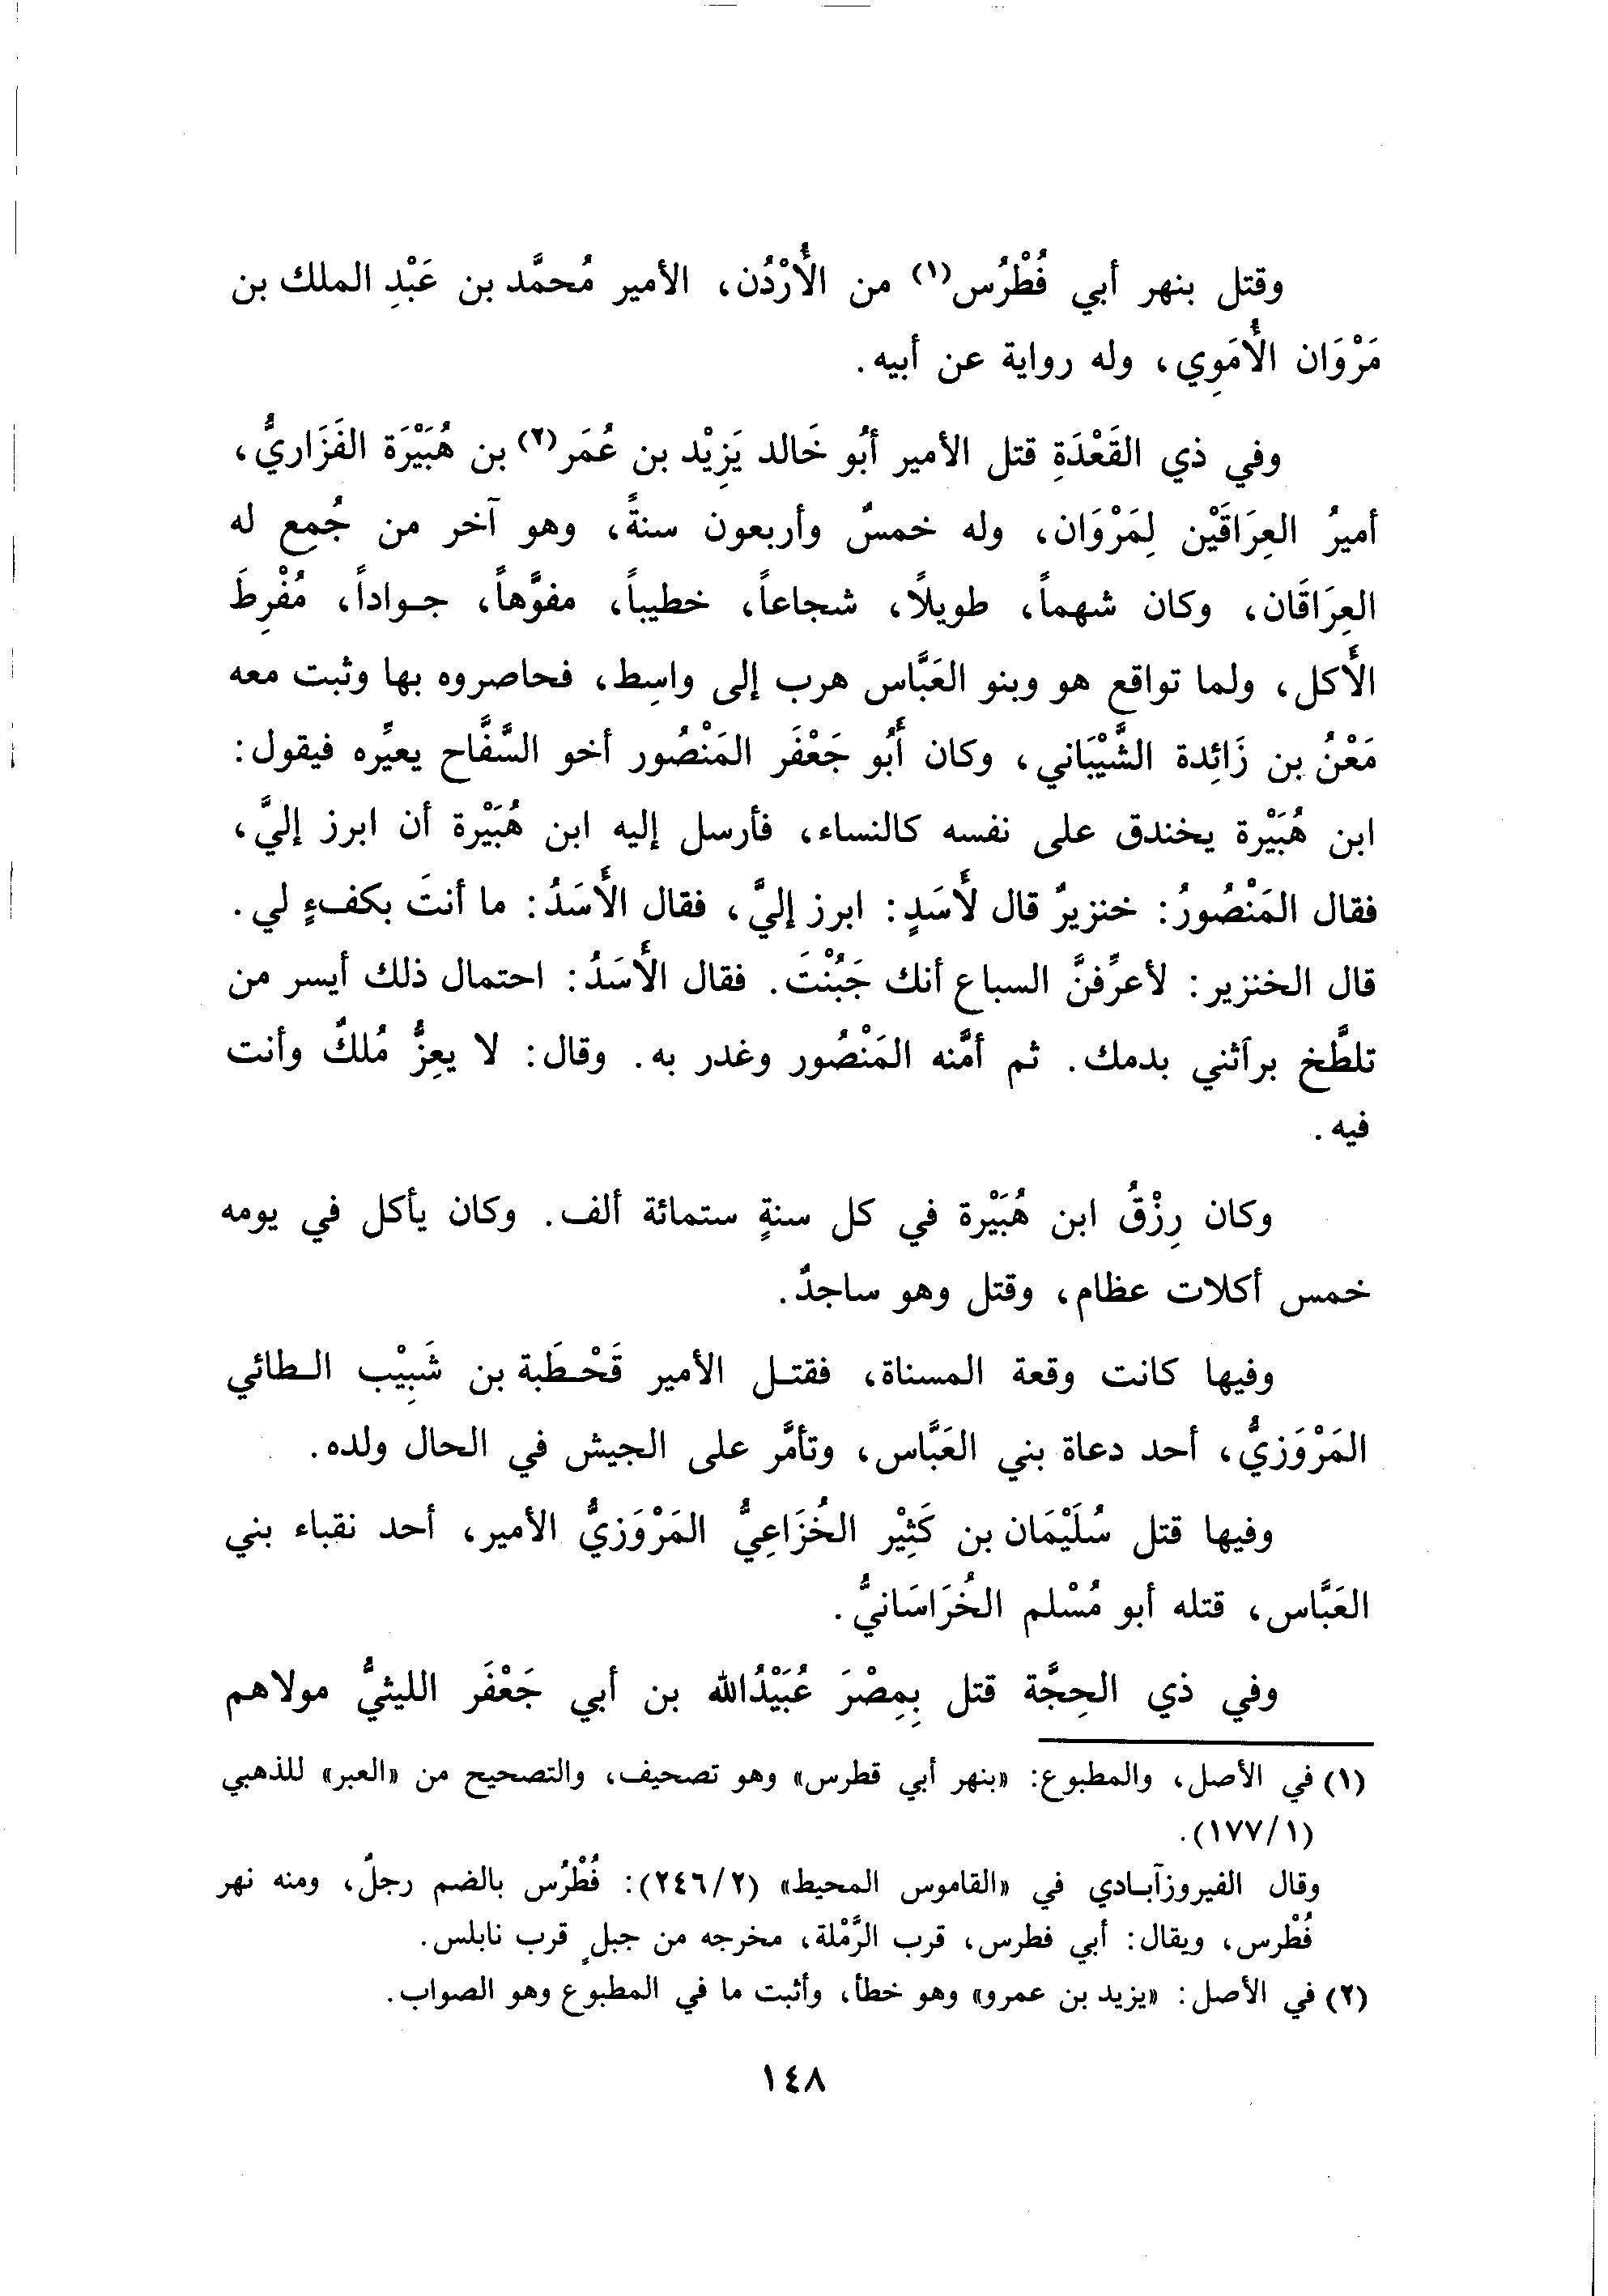 وقتل بنهر أبي فُطْرُس(١) من الأُرْدُن، الأمير مُحمَّد بن عَبْدِ الملك بن
مَرْوَان الأُمَوِي، وله رواية عن أبيه.
وفي ذي القَعْدَةِ قتل الأمير أبُو خَالد يَزِيْد بن عُمَر(٢) بن هُبَيْرَة الفَزَاريُّ،
أميرُ العِرَاقَيْن لِمَرْوَان، وله خمسٌ وأربعون سنةً، وهو آخر من جُمع له
العِرَاقَان، وكان شهماً، طويلاً، شجاعاً، خطيباً، مفوَّهاً، جـواداً، مُفْرِطَ
الأَكل، ولما تواقع هو وبنو العَبَّاس هرب إلى واسِط، فحاصروه بها وثبت معه
مَعْنُ بن زَائِدة الشَّيْبَاني، وكان أَبُو جَعْفَر المَنْصُور أخو السَّفَّاح يعيِّره فيقول:
ابن هُبَيْرة يخندق على نفسه كالنساء، فأرسل إليه ابن هُبَيْرة أن ابرز إليَّ،
فقال المَنْصُورُ: خنزيرٌ قال لأَسَدٍ: ابرز إليَّ، فقال الأَسَدُ: ما أنتَ بكفءٍ لي.
قال الخنزير: لأعرِّفنَّ السباع أنك جَبُنْتَ. فقال الأَسَدُ: احتمال ذلك أيسر من
تلطَّخ برآثني بدمك. ثم أمَّنه المَنْصُور وغدر به. وقال: لا يعِزُّ مُلكٌ وأنت
فيه.
وكان رِزْقُ ابن هُبَيْرة في كل سنةٍ ستمائة ألف. وكان يأكل في يومه
خمس أكلات عظام، وقتل وهو ساجدٌ.
وفيها كانت وقعة المسناة، فقتـل الأمير قَحْـطَبة بن شَبِيْب الـطائي
المَرْوَزيُّ، أحد دعاة بني العَبَّاس، وتأمَّر على الجيش في الحال ولده.
وفيها قتل سُلَيْمَان بن كَثِيْر الخُزَاعِيُّ المَرْوَزيُّ الأمير، أحد نقباء بني
العَبَّاس، قتله أبو مُسْلم الخُرَاسَانيُّ.
وفي ذي الحِجَّة قتل بِمِصْرَ عُبَيْدُالله بن أبي جَعْفَر الليثيُّ مولاهم
(١) في الأصل، والمطبوع: «بنهر أبي قطرس» وهو تصحيف، والتصحيح من «العبر» للذهبي
(١/١٧٧).
وقال الفيروزآبـادي في «القاموس المحيط» (٢/٢٤٦): فُطْرُس بالضم رجلٌ، ومنه نهر
فُطْرس، ويقال: أبي فطرس، قرب الرَّمْلة، مخرجه من جبلٍ قرب نابلس.
(٢) في الأصل: «يزيد بن عمرو» وهو خطأ، وأثبت ما في المطبوع وهو الصواب.
١٤٨